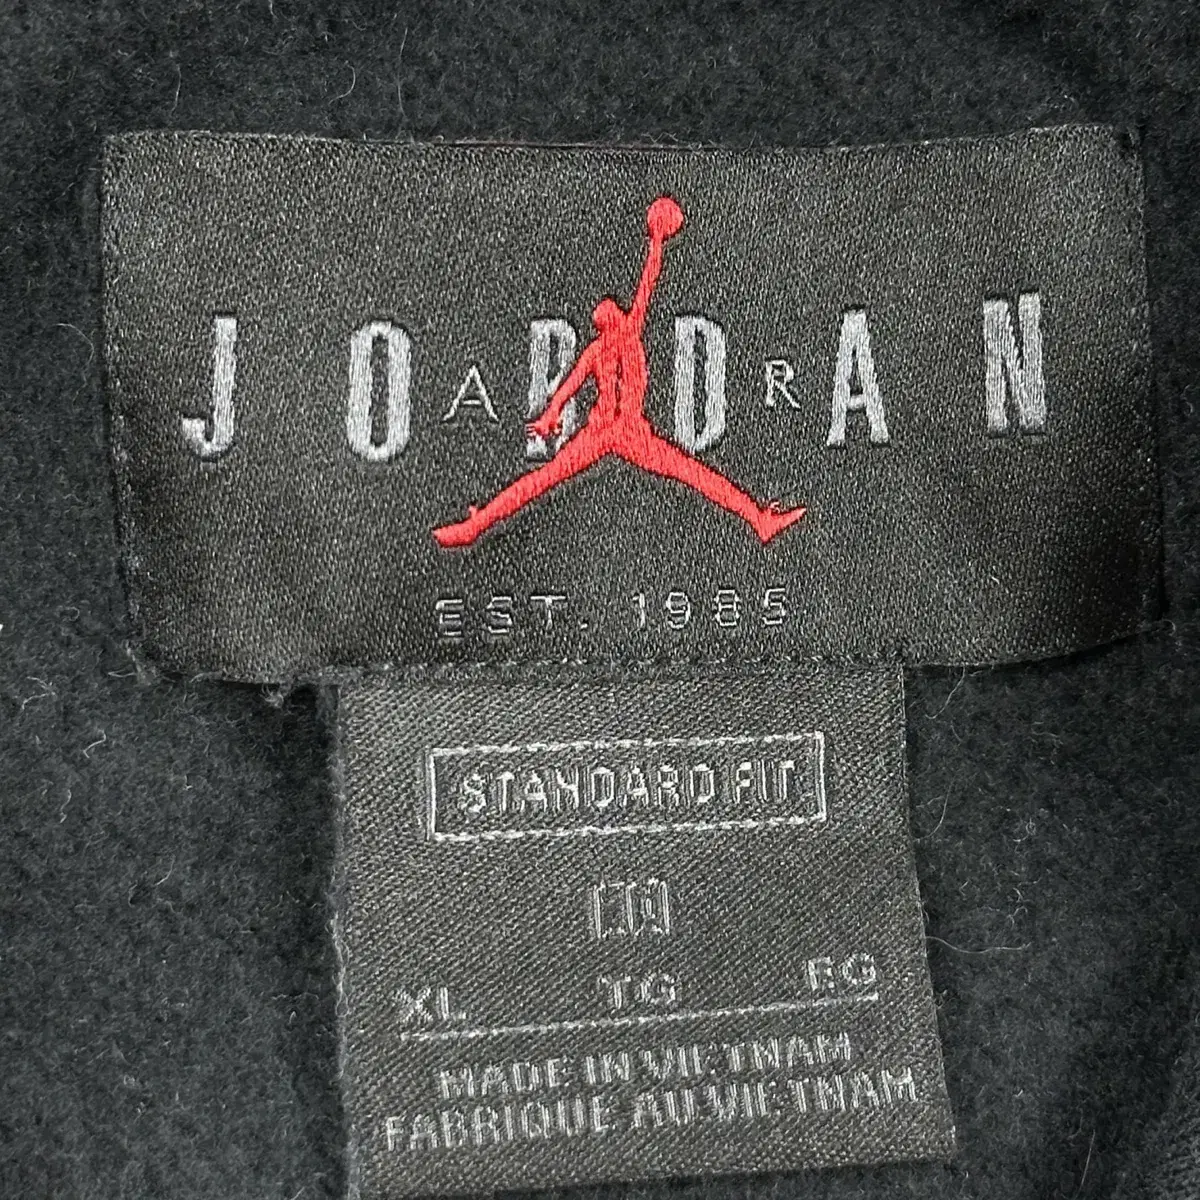 JORDAN
AIR
EST. 1985
STANDARD FIT
XL TG EG
MADE IN VIETNAM
FABRIQUE AU VIETNAM